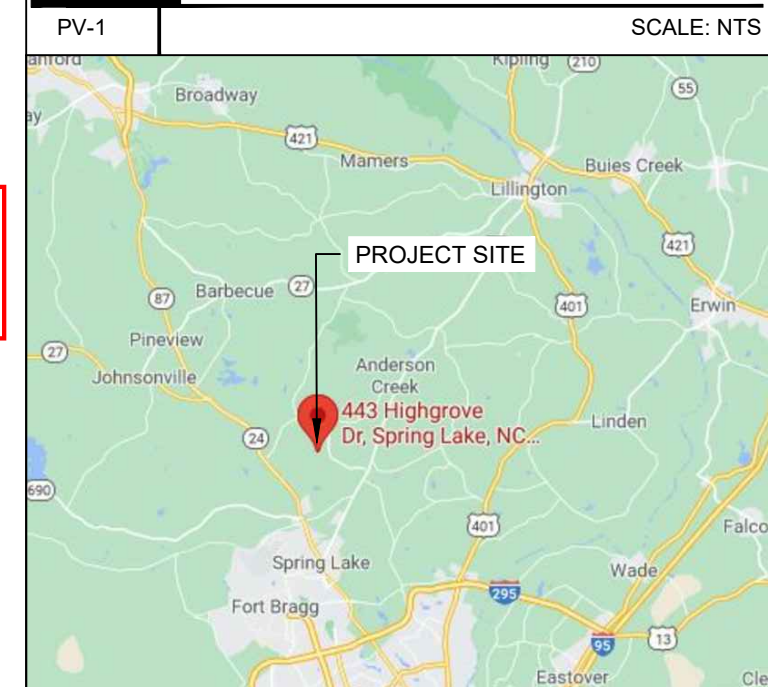 PV-1
SCALE: NTS
anford
Kipling
210
55
Broadway
ay
421
Mamers
Buies Creek
Lillington
421
PROJECT SITE
27
Barbecue
87
401
Erwin
Pineview
27
Johnsonville
Anderson
Creek
443 Highgrove
Dr, Spring Lake, NC...
24
Linden
690
401
Falco
Spring Lake
Wade
295
Fort Bragg
95
13
Eastover
Cle